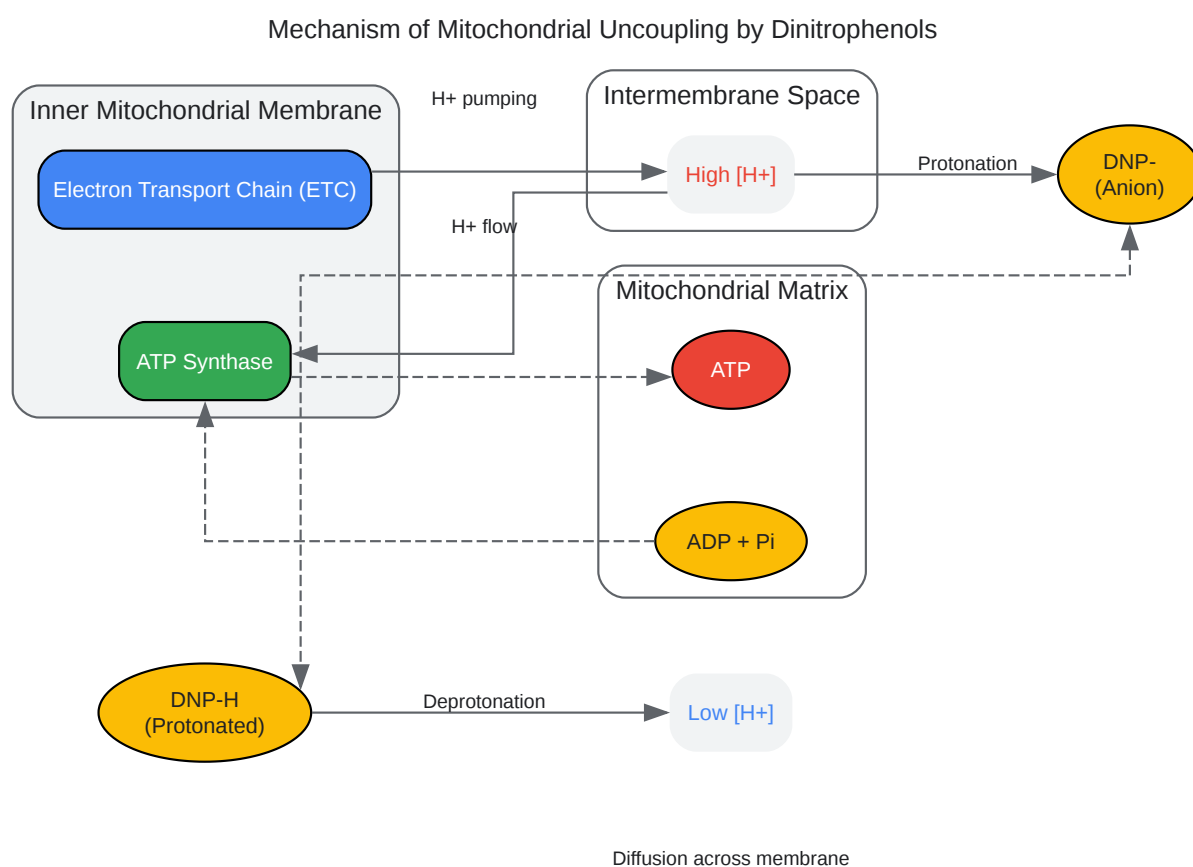 Mechanism of Mitochondrial Uncoupling by Dinitrophenols
Inner Mitochondrial Membrane
H+ pumping
Intermembrane Space
Electron Transport Chain (ETC)
High [H+]
Protonation
DNP-
(Anion)
H+ flow
Mitochondrial Matrix
ATP Synthase
ATP
ADP + Pi
DNP-H
(Protonated)
Deprotonation
Low [H+]
Diffusion across membrane